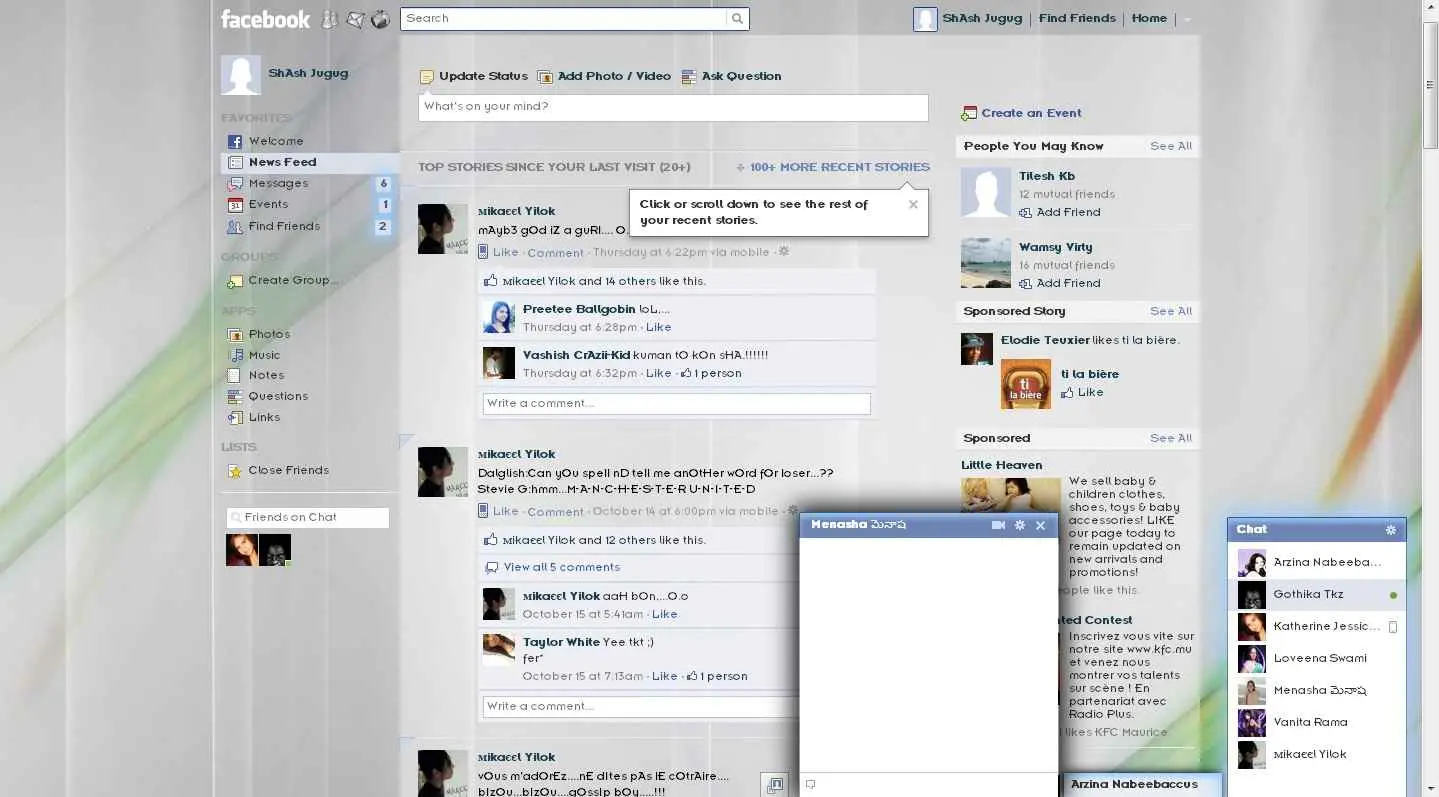 facebook
Search
ShAsh Jugug
Find Friends
Home
ShAsh Jugug
FAVORITES
Welcome
News Feed
Messages 6
Events 1
Find Friends 2
GROUPS
Create Group...
APPS
Photos
Music
Notes
Questions
Links
LISTS
Close Friends
Friends on Chat
Update Status
Add Photo / Video
Ask Question
What's on your mind?
TOP STORIES SINCE YOUR LAST VISIT (20+)
100+ MORE RECENT STORIES
Click or scroll down to see the rest of
your recent stories.
мikaєєl Yilok
mAyb3 gOd iZ a guRl.... O.
Like · Comment · Thursday at 6:22pm via mobile ·
мikaєєl Yilok and 14 others like this.
Preetee Ballgobin loL....
Thursday at 6:28pm · Like
Vashish CrAziiKid kuman tO kOn sHA.!!!!!!
Thursday at 6:32pm · Like · 1 person
Write a comment...
мikaєєl Yilok
Dalglish:Can yOu spell nD tell me anOtHer wOrd fOr loser...??
Stevie G:hmm...M-A-N-C-H-E-S-T-E-R U-N-I-T-E-D
Like · Comment · October 14 at 6:00pm via mobile ·
мikaєєl Yilok and 12 others like this.
View all 5 comments
мikaєєl Yilok aaH bOn....O.o
October 15 at 5:41am · Like
Taylor White Yee tkt ;)
fer*
October 15 at 7:13am · Like · 1 person
Write a comment...
мikaєєl Yilok
vOus m'adOrEz....nE dItes pAs lE cOtrAire....
bIzOu...bIzOu....gOssIp bOy.....!!!
Create an Event
People You May Know
See All
Tilesh Kb
12 mutual friends
Add Friend
Wamsy Virty
16 mutual friends
Add Friend
Sponsored Story
See All
Elodie Teuxier likes ti la bière.
ti
la bière
ti la bière
Like
Sponsored
See All
Little Heaven
We sell baby &
children clothes,
shoes, toys & baby
accessories! LIKE
our page today to
remain updated on
new arrivals and
promotions!
like this.
Contest
Inscrivez vous vite sur
notre site www.kfc.mu
et venez nous
montrer vos talents
sur scène ! En
partenariat avec
Radio Plus.
likes KFC Maurice.
Menasha మెనాష
Arzina Nabeebaccus
Chat
Arzina Nabeeba...
Gothika Tkz
Katherine Jessic...
Loveena Swami
Menasha మెనాష
Vanita Rama
мikaєєl Yilok